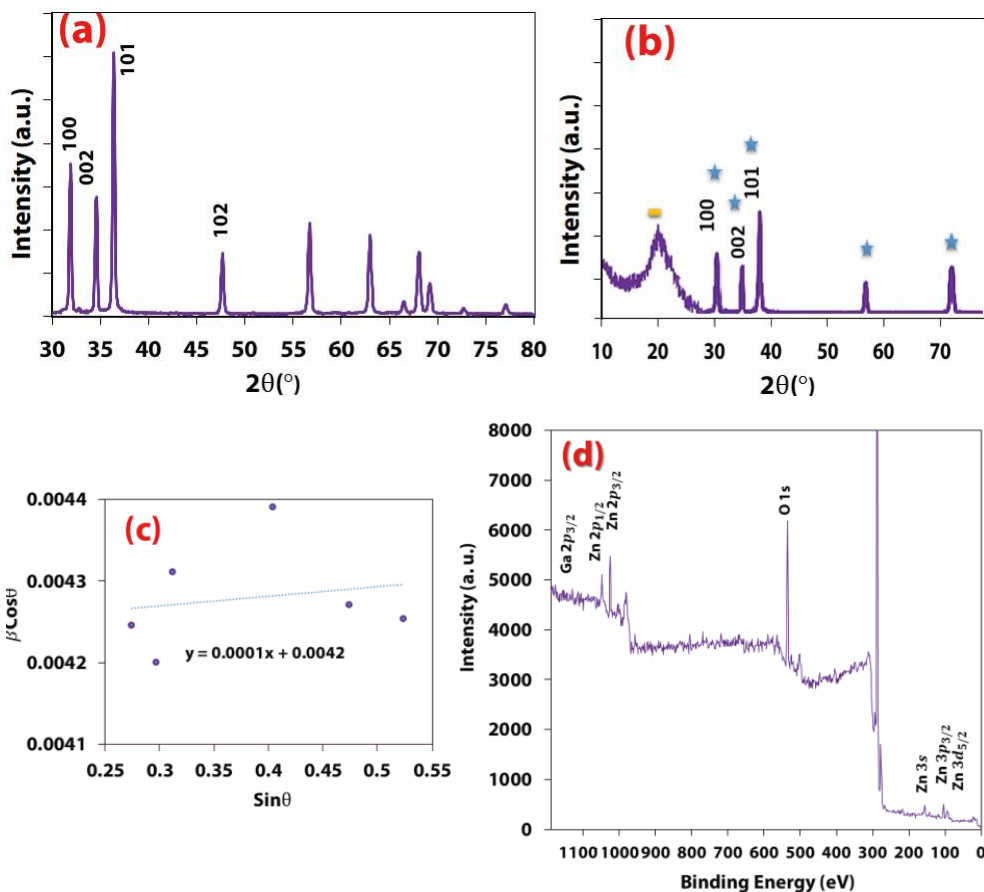 (a)
Intensity (a.u.)
100
002
101
102
30 35 40 45 50 55 60 65 70 75 80
2θ(°)
(b)
Intensity (a.u.)
100
002
101
10 20 30 40 50 60 70
2θ(°)
(c)
βCosθ
0.0044
0.0043
0.0042
0.0041
y = 0.0001x + 0.0042
0.25 0.3 0.35 0.4 0.45 0.5 0.55
Sinθ
(d)
Intensity (a. u.)
8000
7000
6000
5000
4000
3000
2000
1000
0
Ga 2p3/2
Zn 2p1/2
Zn 2p3/2
O 1s
Zn 3s
Zn 3p3/2
Zn 3d5/2
1100 1000 900 800 700 600 500 400 300 200 100 0
Binding Energy (eV)